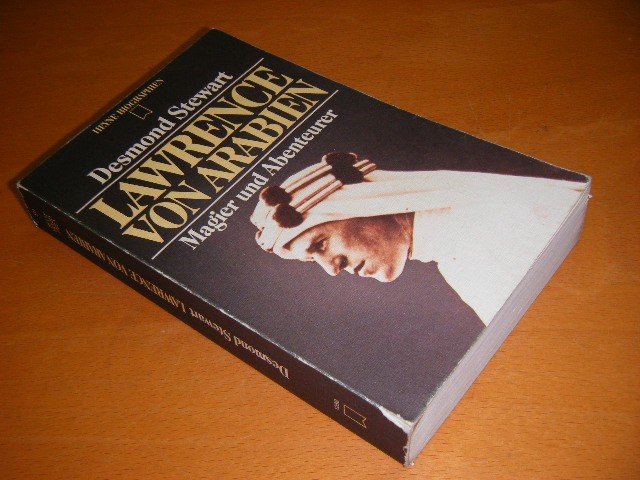 HEYNE BIOGRAPHIEN
Desmond Stewart
LAWRENCE
VON ARABIEN
Magier und Abenteurer
Desmond Stewart LAWRENCE VON ARABIEN